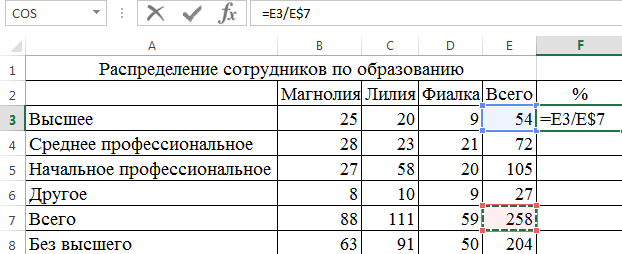 COS fx =E3/E$7
A B C D E F
1 Распределение сотрудников по образованию
2 Магнолия Лилия Фиалка Всего %
3 Высшее 25 20 9 54 =E3/E$7
4 Среднее профессиональное 28 23 21 72
5 Начальное профессиональное 27 58 20 105
6 Другое 8 10 9 27
7 Всего 88 111 59 258
8 Без высшего 63 91 50 204